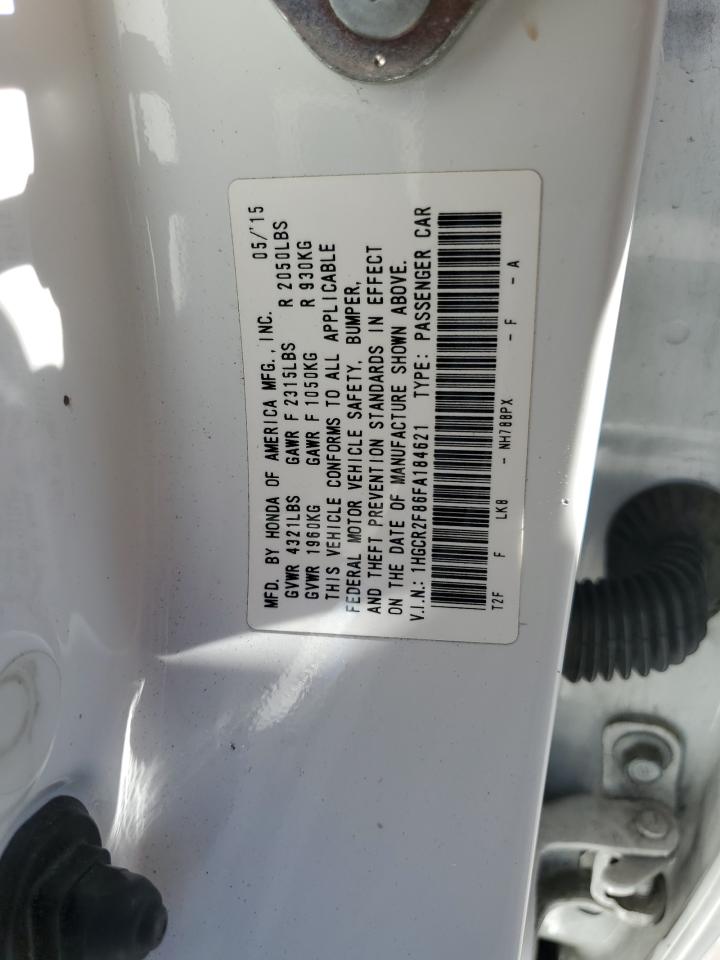 MFD. BY HONDA OF AMERICA MFG., INC. 05/'15
GVWR 4321LBS GAWR F 2315LBS R 2050LBS
GVWR 1960KG GAWR F 1050KG R 930KG
THIS VEHICLE CONFORMS TO ALL APPLICABLE
FEDERAL MOTOR VEHICLE SAFETY, BUMPER,
AND THEFT PREVENTION STANDARDS IN EFFECT
ON THE DATE OF MANUFACTURE SHOWN ABOVE.
V.I.N.: 1HGCR2F86FA184621 TYPE: PASSENGER CAR
T2F F LK8 - NH788PX - F - A